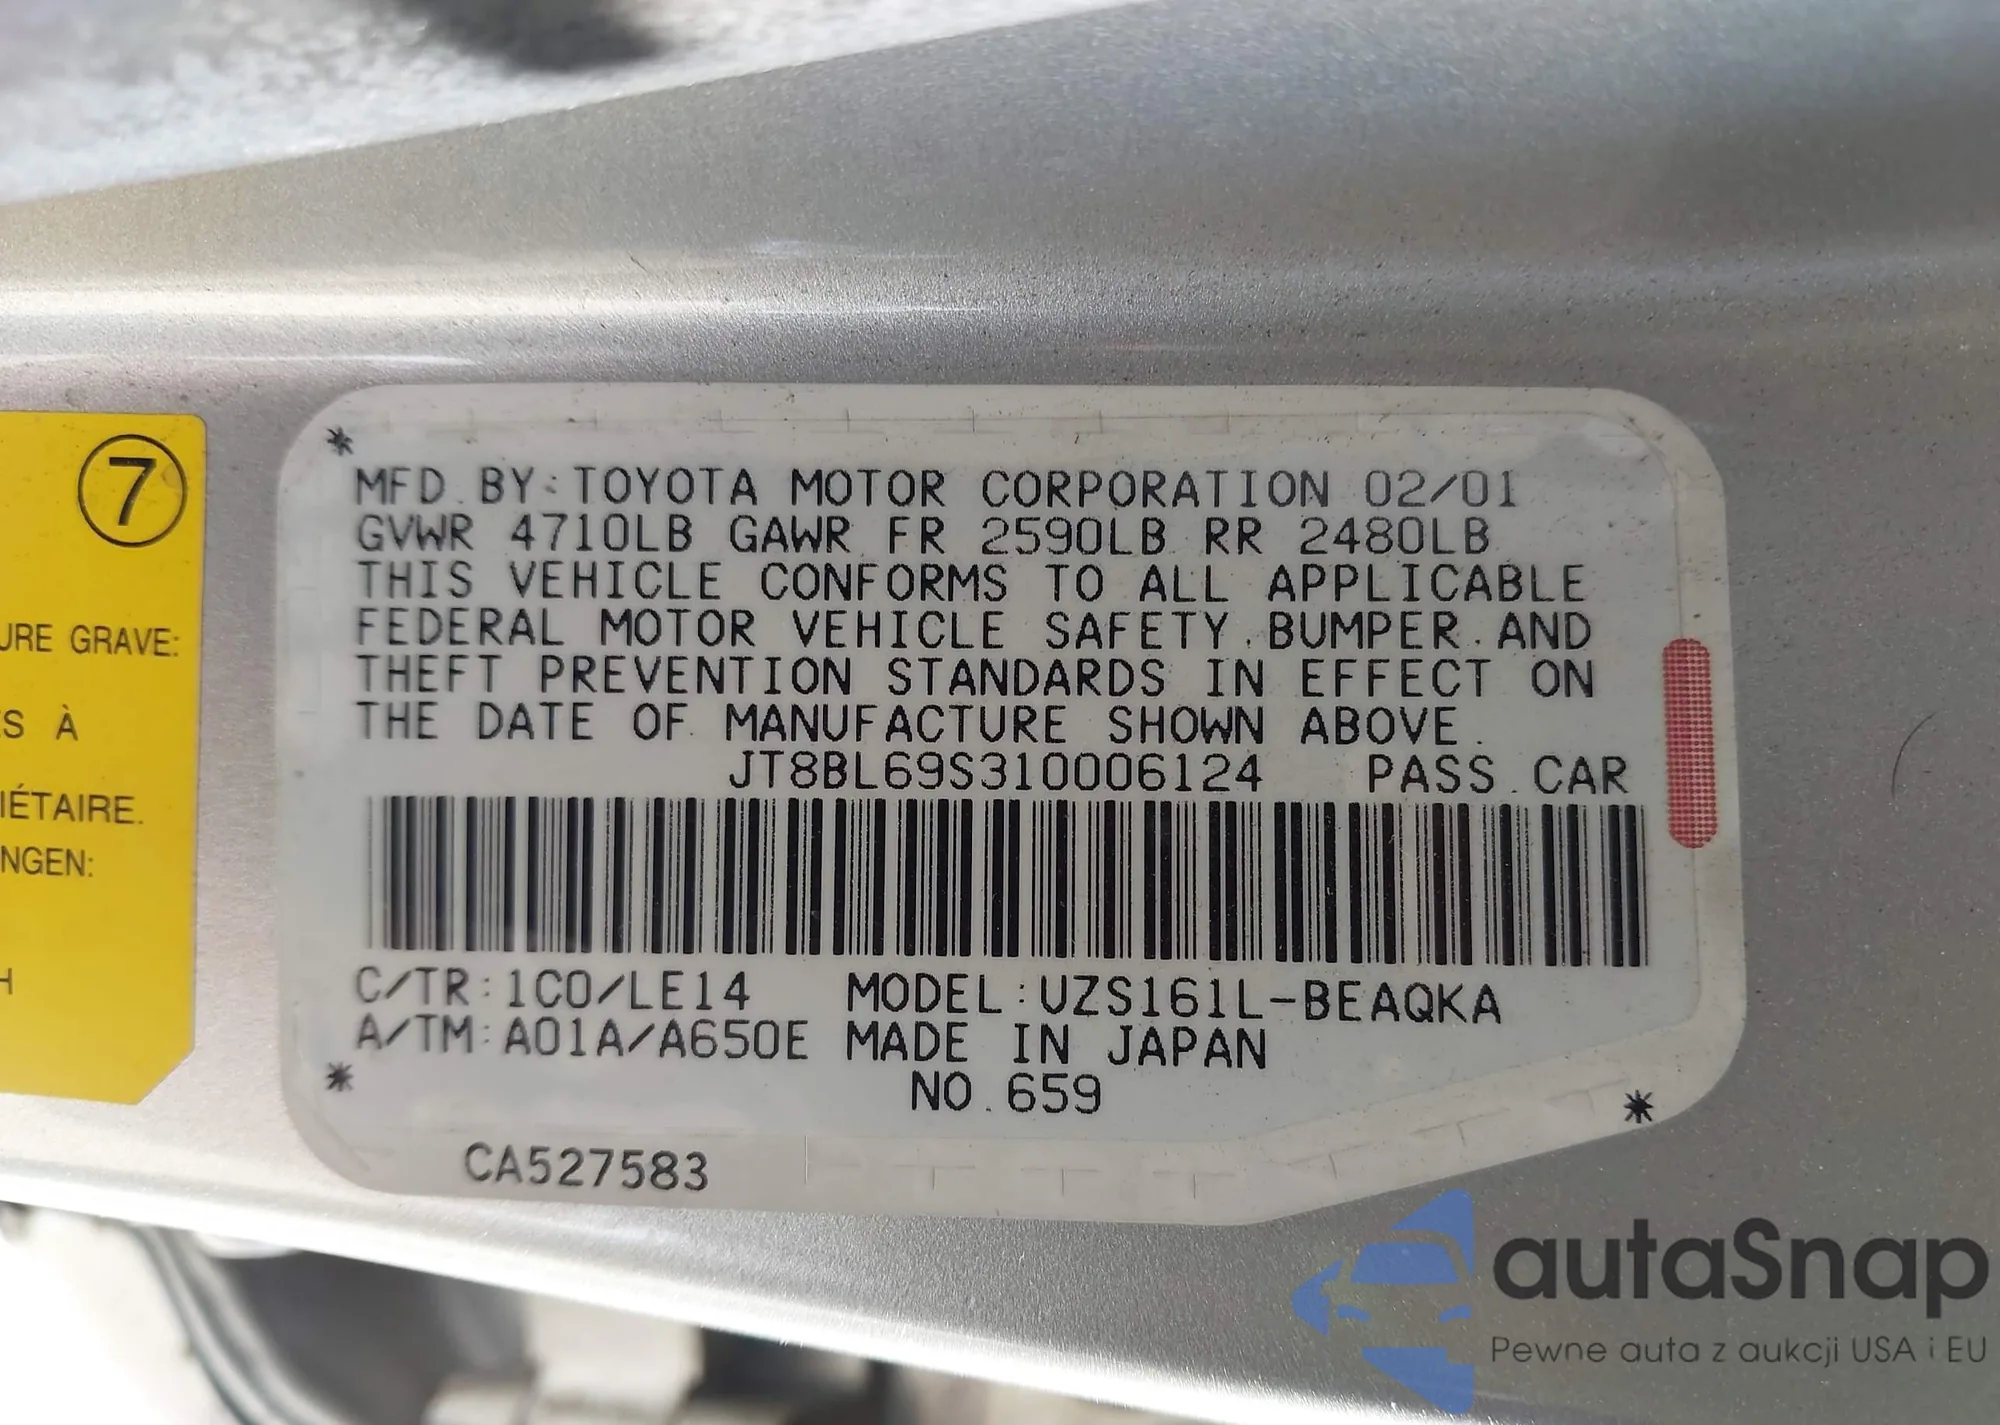 7
URE GRAVE:
S À
IÉTAIRE.
NGEN:
H
MFD. BY: TOYOTA MOTOR CORPORATION 02/01
GVWR 4710LB GAWR FR 2590LB RR 2480LB
THIS VEHICLE CONFORMS TO ALL APPLICABLE
FEDERAL MOTOR VEHICLE SAFETY, BUMPER, AND
THEFT PREVENTION STANDARDS IN EFFECT ON
THE DATE OF MANUFACTURE SHOWN ABOVE.
JT8BL69S310006124 PASS. CAR
C/TR: 1C0/LE14 MODEL: UZS161L-BEAQKA
A/TM: A01A/A650E MADE IN JAPAN
NO. 659
CA527583
autaSnap
Pewne auta z aukcji USA i EU